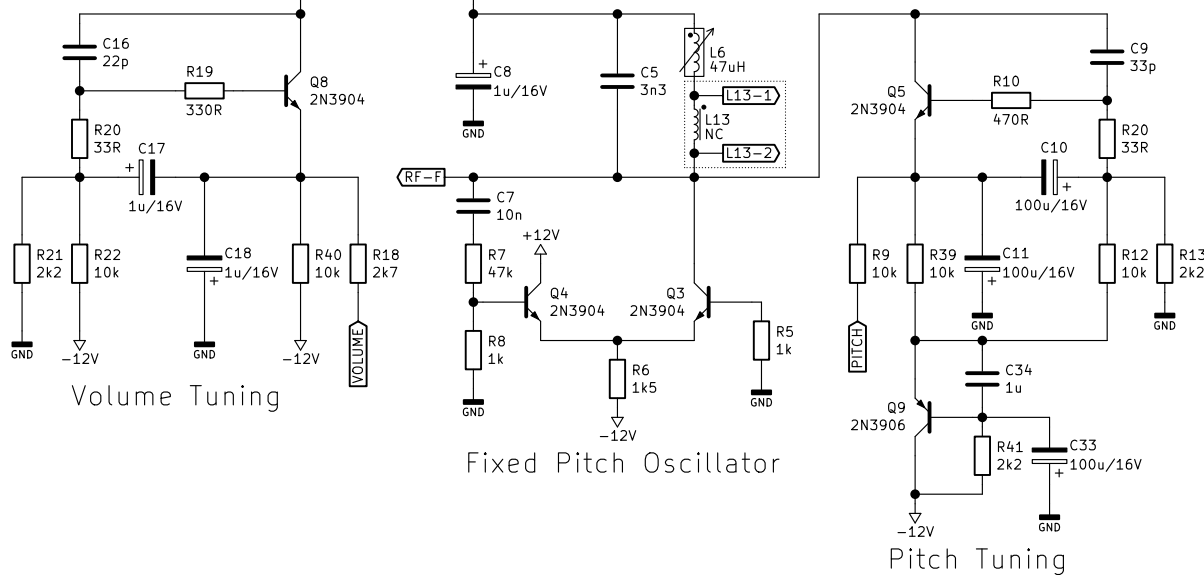 C16
22p
R19
330R
Q8
2N3904
R20
33R
C17
+
1u/16V
R21
2k2
R22
10k
C18
1u/16V
+
R40
10k
R18
2k7
GND
-12V
GND
-12V
VOLUME
Volume Tuning
+
C8
1u/16V
GND
C5
3n3
L6
47uH
L13-1
L13
NC
L13-2
RF-F
C7
10n
R7
47k
+12V
Q4
2N3904
Q3
2N3904
R8
1k
R5
1k
R6
1k5
GND
GND
-12V
Fixed Pitch Oscillator
Q5
2N3904
R10
470R
C9
33p
R20
33R
C10
+
100u/16V
R9
10k
R39
10k
C11
100u/16V
+
R12
10k
R13
2k2
GND
GND
PITCH
C34
1u
Q9
2N3906
R41
2k2
C33
100u/16V
+
-12V
GND
Pitch Tuning